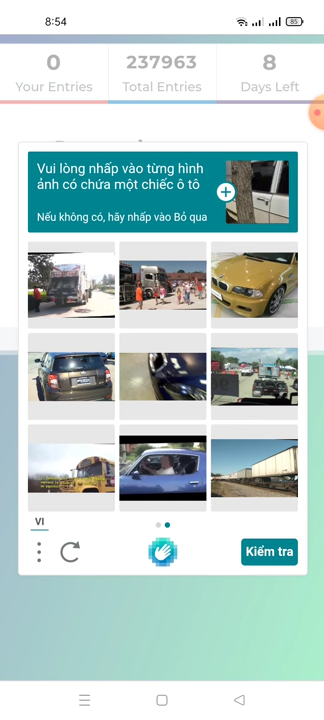 8:54
85
0
237963
8
Your Entries
Total Entries
Days Left
Vui lòng nhấp vào từng hình
ảnh có chứa một chiếc ô tô
Nếu không có, hãy nhấp vào Bỏ qua
VI
Kiểm tra